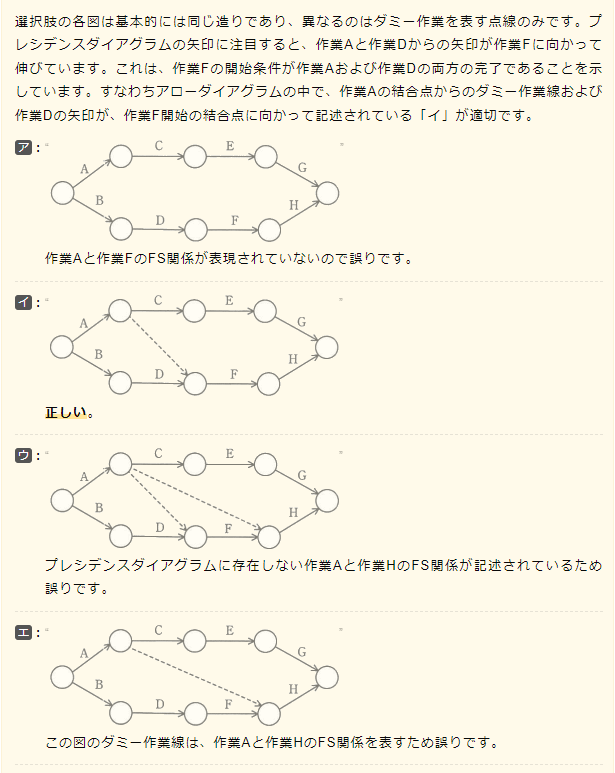 選択肢の各図は基本的には同じ造りであり、異なるのはダミー作業を表す点線のみです。プ
レシデンスダイアグラムの矢印に注目すると、作業Aと作業Dからの矢印が作業Fに向かって
伸びています。これは、作業Fの開始条件が作業Aおよび作業Dの両方の完了であることを示
しています。すなわちアローダイアグラムの中で、作業Aの結合点からのダミー作業線および
作業Dの矢印が、作業F開始の結合点に向かって記述されている「イ」が適切です。
ア：“ A B C D E F G H ”
作業Aと作業FのFS関係が表現されていないので誤りです。
イ：“ A B C D E F G H ”
正しい。
ウ：“ A B C D E F G H ”
プレシデンスダイアグラムに存在しない作業Aと作業HのFS関係が記述されているため
誤りです。
エ：“ A B C D E F G H ”
この図のダミー作業線は、作業Aと作業HのFS関係を表すため誤りです。